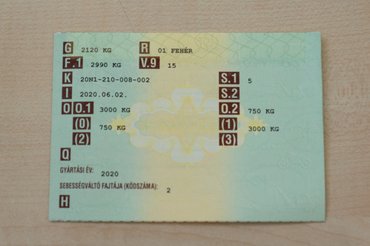 G 2120 KG R 01 FEHÉR
F.1 2990 KG V.9 15
K 20N1-210-008-002 S.1 5
I 2020.06.02. S.2
O O.1 3000 KG O.2 750 KG
(0) 750 KG (1) 3000 KG
(2) (3)
Q
GYÁRTÁSI ÉV: 2020
SEBESSÉGVÁLTÓ FAJTÁJA (KÓDSZÁMA): 2
H